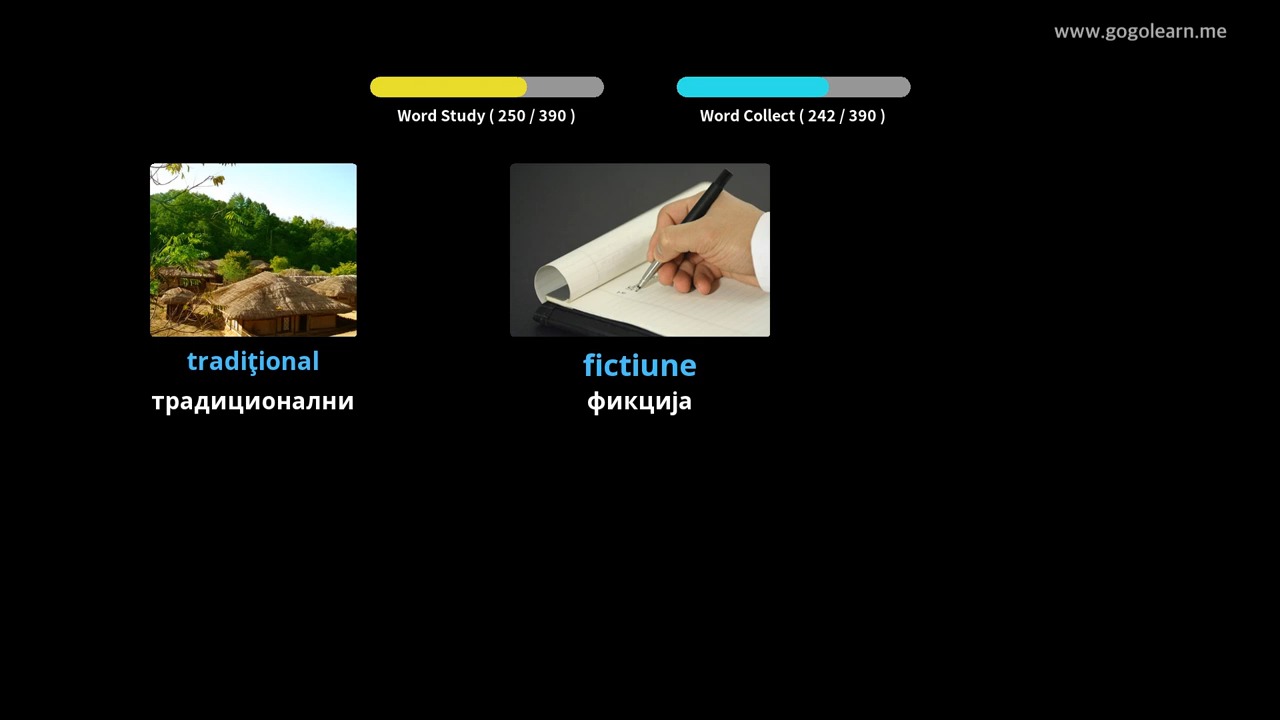 www.gogolearn.me
Word Study ( 250 / 390 )
Word Collect ( 242 / 390 )
tradiţional
традиционални
fictiune
фикција